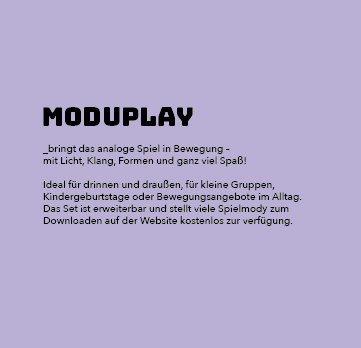 MODUPLAY
_bringt das analoge Spiel in Bewegung –
mit Licht, Klang, Formen und ganz viel Spaß!
Ideal für drinnen und draußen, für kleine Gruppen,
Kindergeburtstage oder Bewegungsangebote im Alltag.
Das Set ist erweiterbar und stellt viele Spielmody zum
Downloaden auf der Website kostenlos zur verfügung.